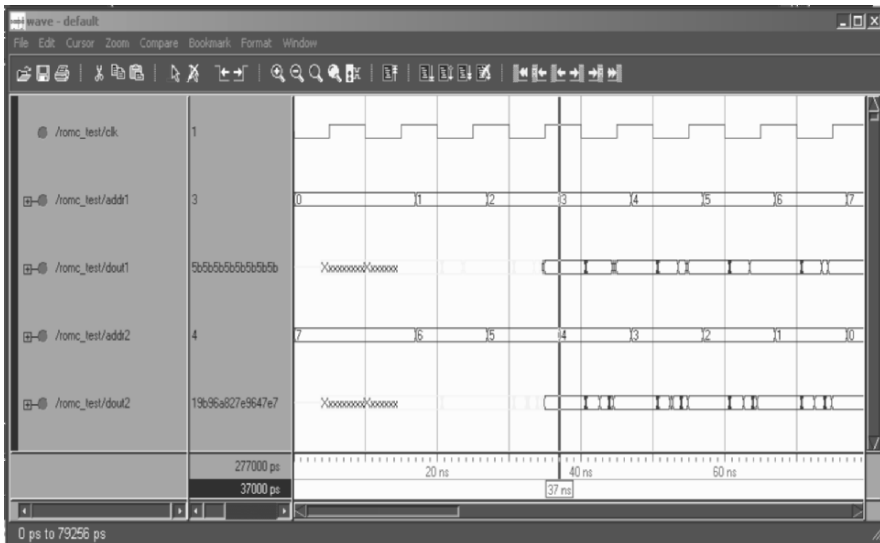 wave - default
File Edit Cursor Zoom Compare Bookmark Format Window
/romc_test/clk 1
/romc_test/addr1 3 0 1 2 3 4 5 6 7
/romc_test/dout1 5b5b5b5b5b5b5b5b XxxxxxxxxXxxxxxx
/romc_test/addr2 4 7 6 5 4 3 2 1 0
/romc_test/dout2 19b96a827e9647e7 XxxxxxxxxXxxxxxx
277000 ps 20 ns 40 ns 60 ns
37000 ps 37 ns
0 ps to 79256 ps